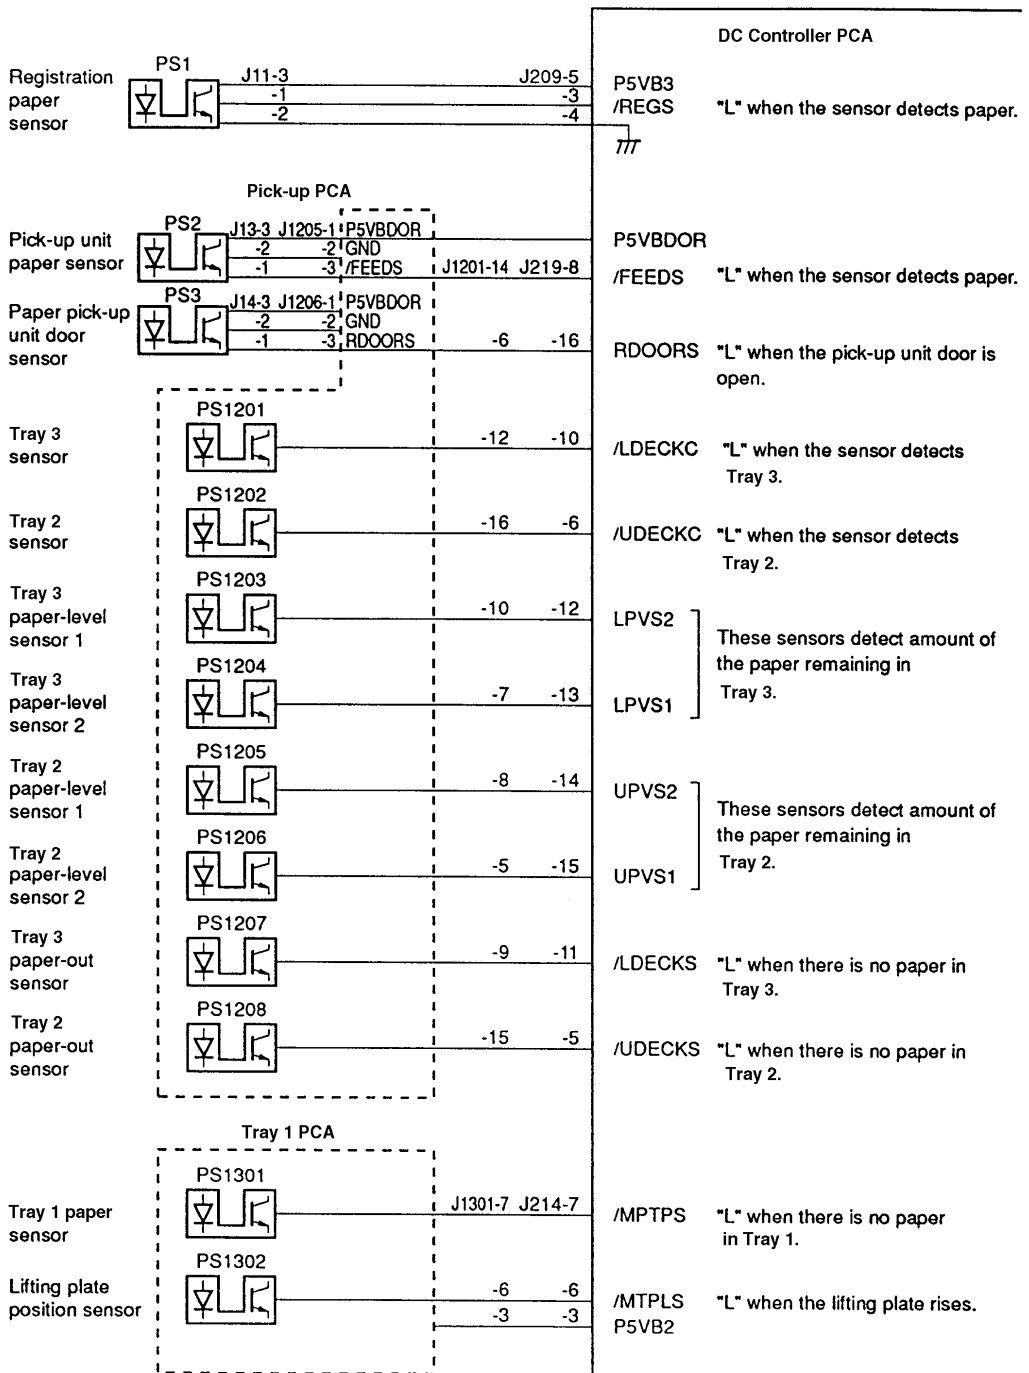 DC Controller PCA
PS1
Registration
paper
sensor
J11-3
-1
-2
J209-5
-3
-4
P5VB3
/REGS
"L" when the sensor detects paper.
Pick-up PCA
PS2
Pick-up unit
paper sensor
J13-3 J1205-1 P5VBDOR
-2 -2 GND
-1 -3 /FEEDS
J1201-14 J219-8
P5VBDOR
/FEEDS
"L" when the sensor detects paper.
PS3
Paper pick-up
unit door
sensor
J14-3 J1206-1 P5VBDOR
-2 -2 GND
-1 -3 RDOORS
-6 -16
RDOORS
"L" when the pick-up unit door is
open.
PS1201
Tray 3
sensor
-12 -10
/LDECKC
"L" when the sensor detects
Tray 3.
PS1202
Tray 2
sensor
-16 -6
/UDECKC
"L" when the sensor detects
Tray 2.
PS1203
Tray 3
paper-level
sensor 1
-10 -12
LPVS2
PS1204
Tray 3
paper-level
sensor 2
-7 -13
LPVS1
These sensors detect amount of
the paper remaining in
Tray 3.
PS1205
Tray 2
paper-level
sensor 1
-8 -14
UPVS2
PS1206
Tray 2
paper-level
sensor 2
-5 -15
UPVS1
These sensors detect amount of
the paper remaining in
Tray 2.
PS1207
Tray 3
paper-out
sensor
-9 -11
/LDECKS
"L" when there is no paper in
Tray 3.
PS1208
Tray 2
paper-out
sensor
-15 -5
/UDECKS
"L" when there is no paper in
Tray 2.
Tray 1 PCA
PS1301
Tray 1 paper
sensor
J1301-7 J214-7
/MPTPS
"L" when there is no paper
in Tray 1.
PS1302
Lifting plate
position sensor
-6 -6
-3 -3
/MTPLS
P5VB2
"L" when the lifting plate rises.